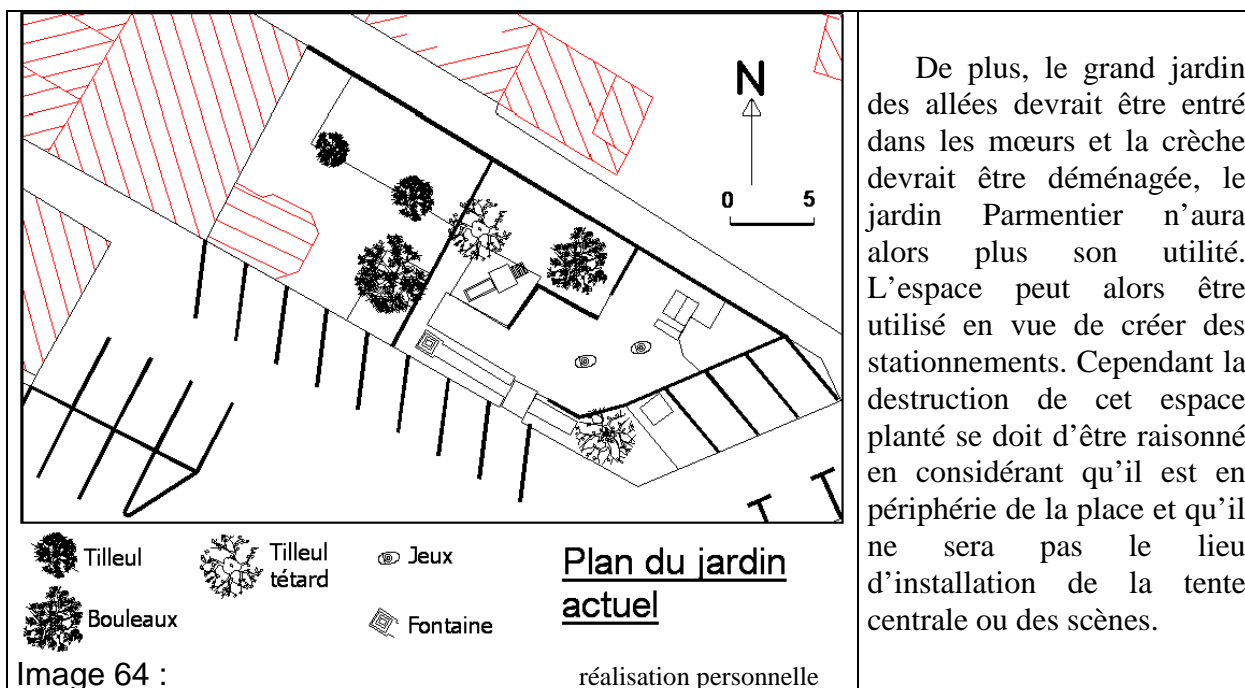 N
0 5
Tilleul
Tilleul
tétard
Jeux
Bouleaux
Fontaine
Plan du jardin
actuel
Image 64 :
réalisation personnelle
De plus, le grand jardin
des allées devrait être entré
dans les mœurs et la crèche
devrait être déménagée, le
jardin Parmentier n’aura
alors plus son utilité.
L’espace peut alors être
utilisé en vue de créer des
stationnements. Cependant la
destruction de cet espace
planté se doit d’être raisonné
en considérant qu’il est en
périphérie de la place et qu’il
ne sera pas le lieu
d’installation de la tente
centrale ou des scènes.